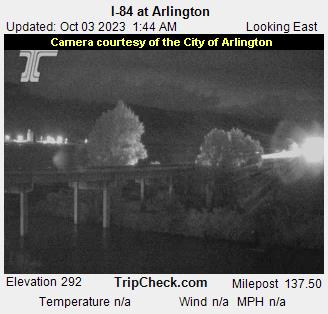 I-84 at Arlington
Updated: Oct 03 2023 1:44 AM Looking East
Camera courtesy of the City of Arlington
Elevation 292 TripCheck.com Milepost 137.50
Temperature n/a Wind n/a MPH n/a